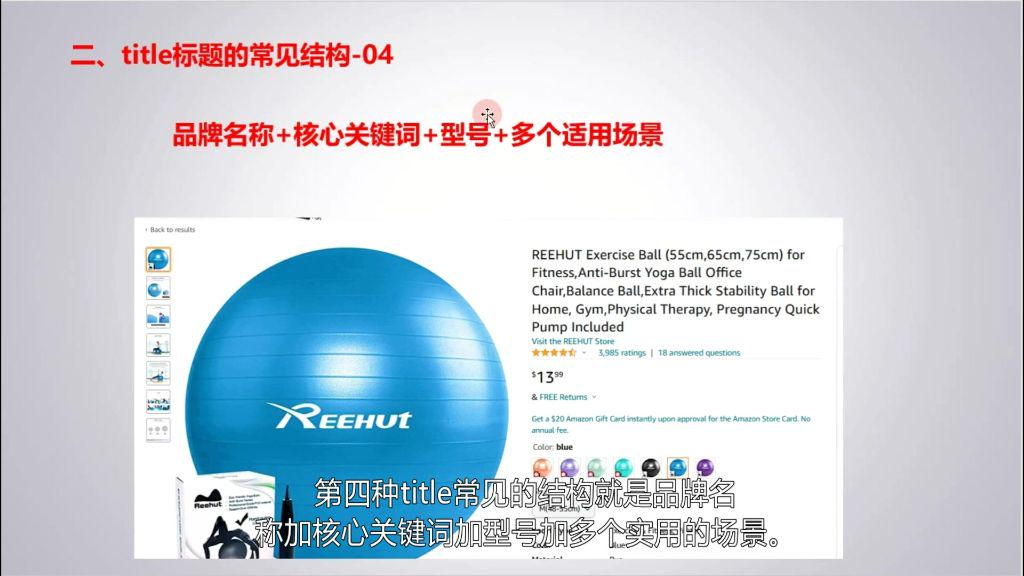 二、title标题的常见结构-04
品牌名称+核心关键词+型号+多个适用场景
‹ Back to results
REEHUT Exercise Ball (55cm,65cm,75cm) for
Fitness,Anti-Burst Yoga Ball Office
Chair,Balance Ball,Extra Thick Stability Ball for
Home, Gym,Physical Therapy, Pregnancy Quick
Pump Included
Visit the REEHUT Store
3,985 ratings | 18 answered questions
$13.99
& FREE Returns
Get a $20 Amazon Gift Card instantly upon approval for the Amazon Store Card. No
annual fee.
Color: blue
REEHUT
Reehut
第四种title常见的结构就是品牌名
称加核心关键词加型号加多个实用的场景。